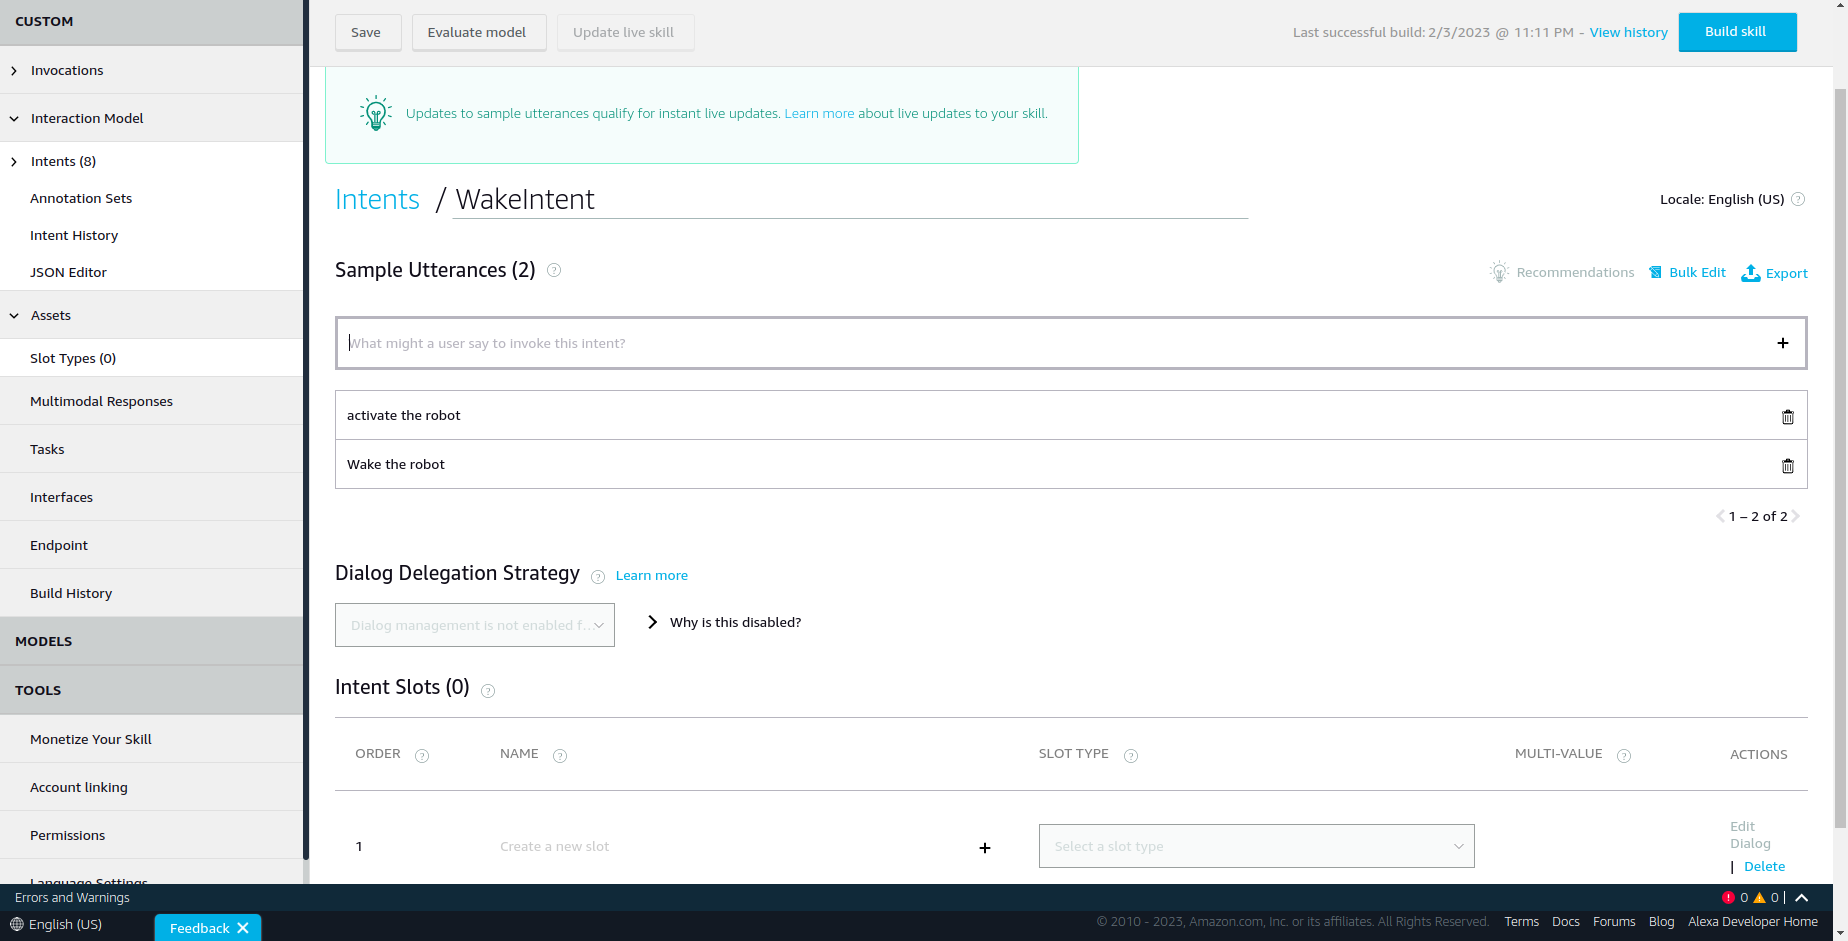 CUSTOM
Save
Evaluate model
Update live skill
Last successful build: 2/3/2023 @ 11:11 PM - View history
Build skill
Invocations
Interaction Model
Intents (8)
Annotation Sets
Intent History
JSON Editor
Assets
Slot Types (0)
Multimodal Responses
Tasks
Interfaces
Endpoint
Build History
MODELS
TOOLS
Monetize Your Skill
Account linking
Permissions
Language Settings
Updates to sample utterances qualify for instant live updates. Learn more about live updates to your skill.
Intents / WakeIntent
Locale: English (US) ?
Sample Utterances (2) ?
Recommendations
Bulk Edit
Export
What might a user say to invoke this intent? +
activate the robot
Wake the robot
1 – 2 of 2
Dialog Delegation Strategy ? Learn more
Dialog management is not enabled f...
Why is this disabled?
Intent Slots (0) ?
ORDER ? NAME ? SLOT TYPE ? MULTI-VALUE ? ACTIONS
1 Create a new slot + Select a slot type
Edit
Dialog
| Delete
Errors and Warnings
! 0 0 |
English (US)
Feedback X
© 2010 - 2023, Amazon.com, Inc. or its affiliates. All Rights Reserved. Terms Docs Forums Blog Alexa Developer Home